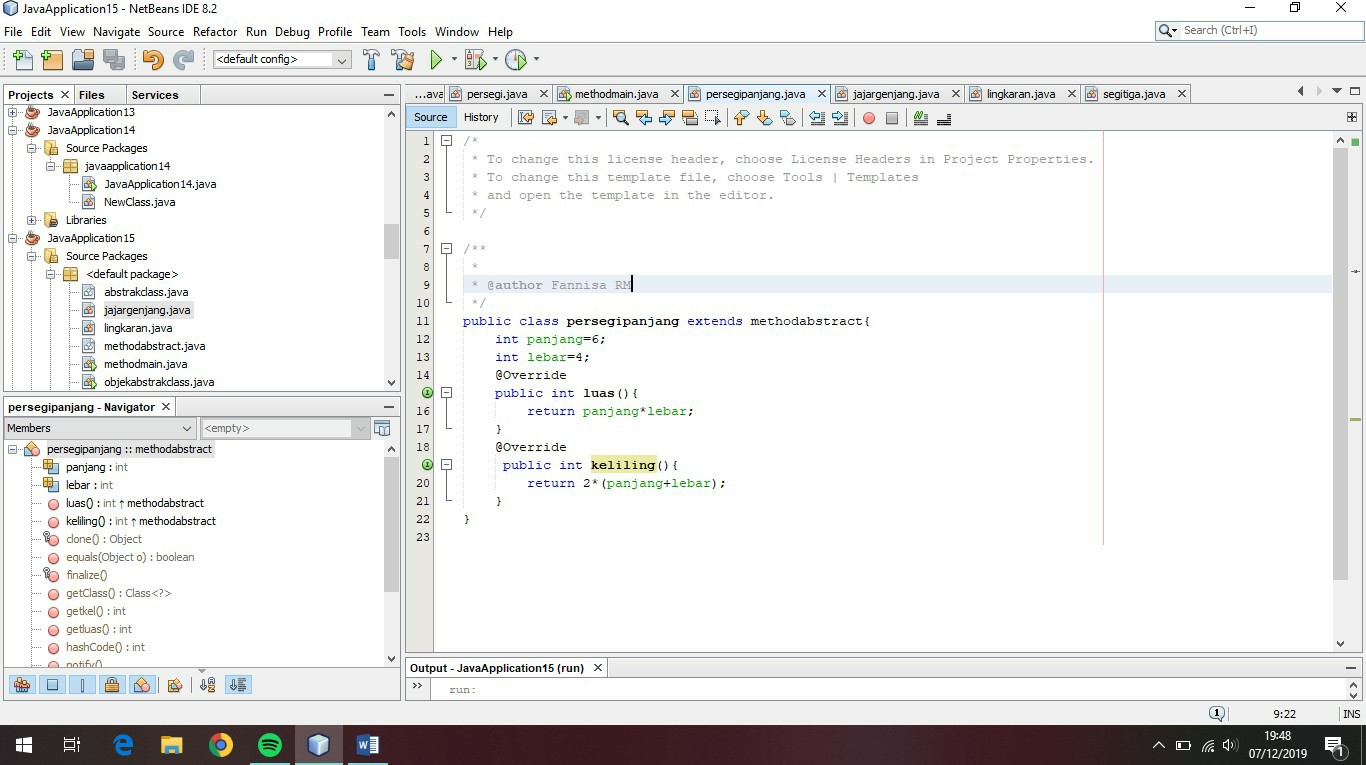 JavaApplication15 - NetBeans IDE 8.2
File Edit View Navigate Source Refactor Run Debug Profile Team Tools Window Help
Search (Ctrl+I)
<default config>
Projects Files Services
JavaApplication13
JavaApplication14
Source Packages
javaapplication14
JavaApplication14.java
NewClass.java
Libraries
JavaApplication15
Source Packages
<default package>
abstrakclass.java
jajargenjang.java
lingkaran.java
methodabstract.java
methodmain.java
objekabstrakclass.java
persegipanjang - Navigator
Members <empty>
persegipanjang :: methodabstract
panjang : int
lebar : int
luas() : int ↑ methodabstract
keliling() : int ↑ methodabstract
clone() : Object
equals(Object o) : boolean
finalize()
getClass() : Class<?>
getkel() : int
getluas() : int
hashCode() : int
notify()
...ava persegi.java methodmain.java persegipanjang.java jajargenjang.java lingkaran.java segitiga.java
Source History
1 /*
2 * To change this license header, choose License Headers in Project Properties.
3 * To change this template file, choose Tools | Templates
4 * and open the template in the editor.
5 */
6
7 /**
8 *
9 * @author Fannisa RM
10 */
11 public class persegipanjang extends methodabstract{
12 int panjang=6;
13 int lebar=4;
14 @Override
public int luas(){
16 return panjang*lebar;
17 }
18 @Override
public int keliling(){
20 return 2*(panjang+lebar);
21 }
22 }
23
Output - JavaApplication15 (run)
run:
1 9:22 INS
19:48
07/12/2019
1